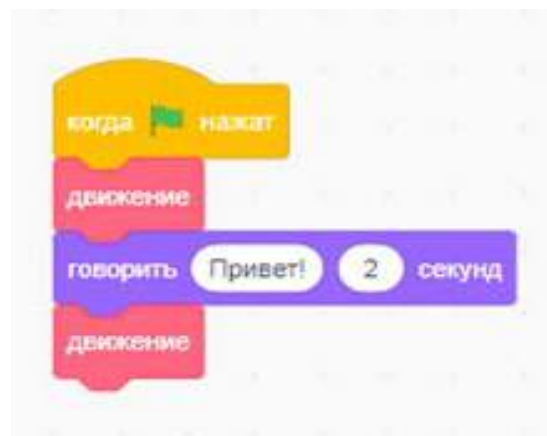 когда нажат
движение
говорить Привет! 2 секунд
движение